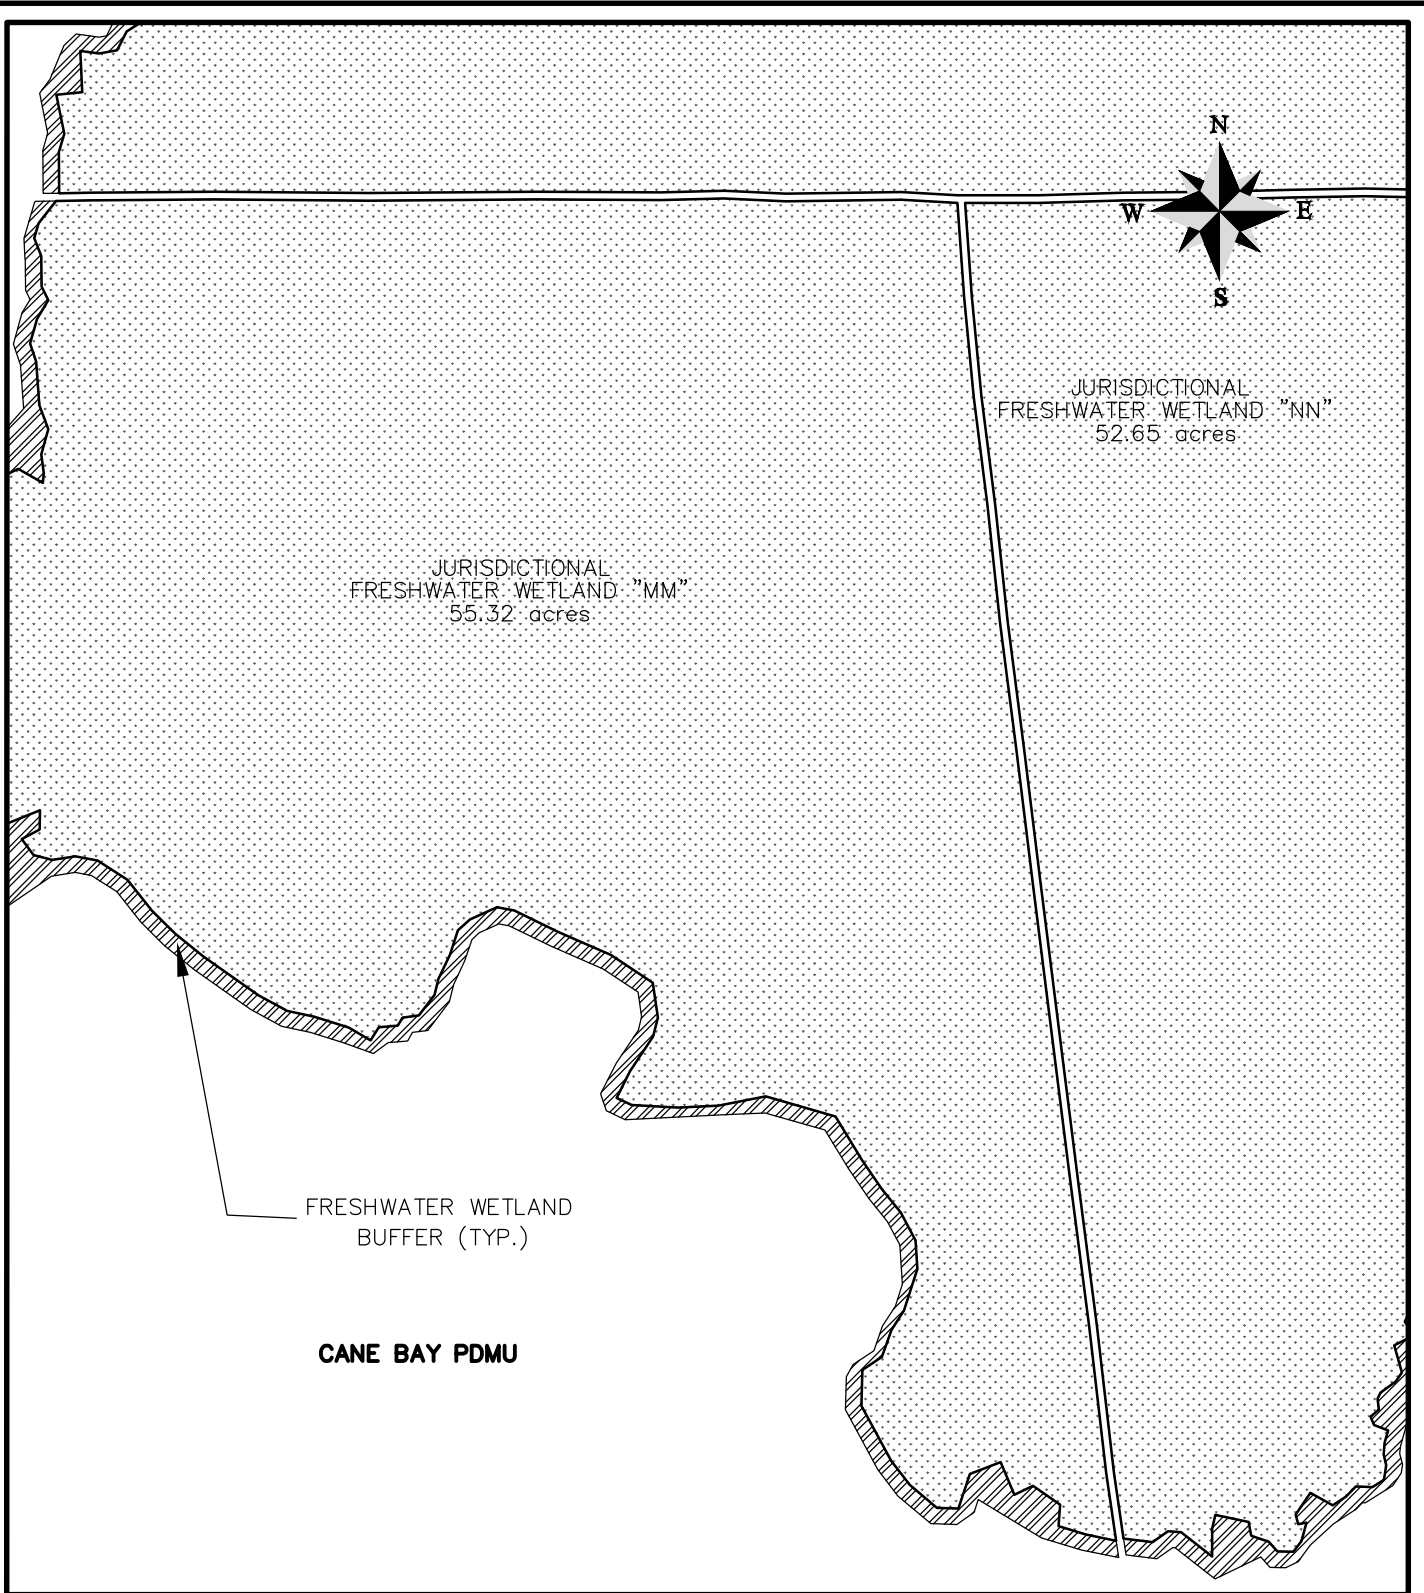 N
W E
S
JURISDICTIONAL
FRESHWATER WETLAND "NN"
52.65 acres
JURISDICTIONAL
FRESHWATER WETLAND "MM"
55.32 acres
FRESHWATER WETLAND
BUFFER (TYP.)
CANE BAY PDMU